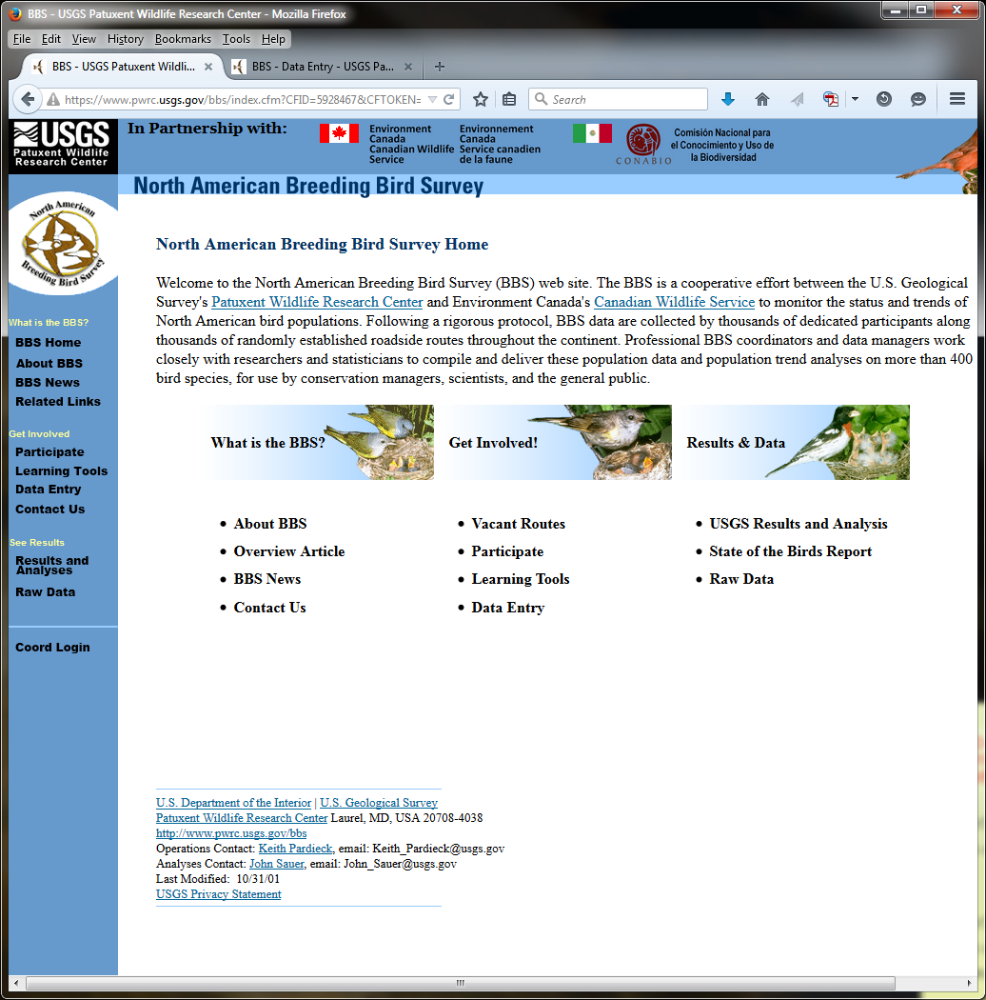 BBS - USGS Patuxent Wildlife Research Center - Mozilla Firefox
File Edit View History Bookmarks Tools Help
BBS - USGS Patuxent Wildli... BBS - Data Entry - USGS Pa...
https://www.pwrc.usgs.gov/bbs/index.cfm?CFID=5928467&CFTOKEN= Search
USGS
Patuxent Wildlife
Research Center
In Partnership with:
Environment
Canada
Canadian Wildlife
Service
Environnement
Canada
Service canadien
de la faune
CONABIO
Comisión Nacional para
el Conocimiento y Uso de
la Biodiversidad
North American Breeding Bird Survey
North American
Breeding Bird Survey
What is the BBS?
BBS Home
About BBS
BBS News
Related Links
Get Involved
Participate
Learning Tools
Data Entry
Contact Us
See Results
Results and
Analyses
Raw Data
Coord Login
North American Breeding Bird Survey Home
Welcome to the North American Breeding Bird Survey (BBS) web site. The BBS is a cooperative effort between the U.S. Geological
Survey's Patuxent Wildlife Research Center and Environment Canada's Canadian Wildlife Service to monitor the status and trends of
North American bird populations. Following a rigorous protocol, BBS data are collected by thousands of dedicated participants along
thousands of randomly established roadside routes throughout the continent. Professional BBS coordinators and data managers work
closely with researchers and statisticians to compile and deliver these population data and population trend analyses on more than 400
bird species, for use by conservation managers, scientists, and the general public.
What is the BBS?
About BBS
Overview Article
BBS News
Contact Us
Get Involved!
Vacant Routes
Participate
Learning Tools
Data Entry
Results & Data
USGS Results and Analysis
State of the Birds Report
Raw Data
U.S. Department of the Interior | U.S. Geological Survey
Patuxent Wildlife Research Center Laurel, MD, USA 20708-4038
http://www.pwrc.usgs.gov/bbs
Operations Contact: Keith Pardieck, email: Keith_Pardieck@usgs.gov
Analyses Contact: John Sauer, email: John_Sauer@usgs.gov
Last Modified: 10/31/01
USGS Privacy Statement